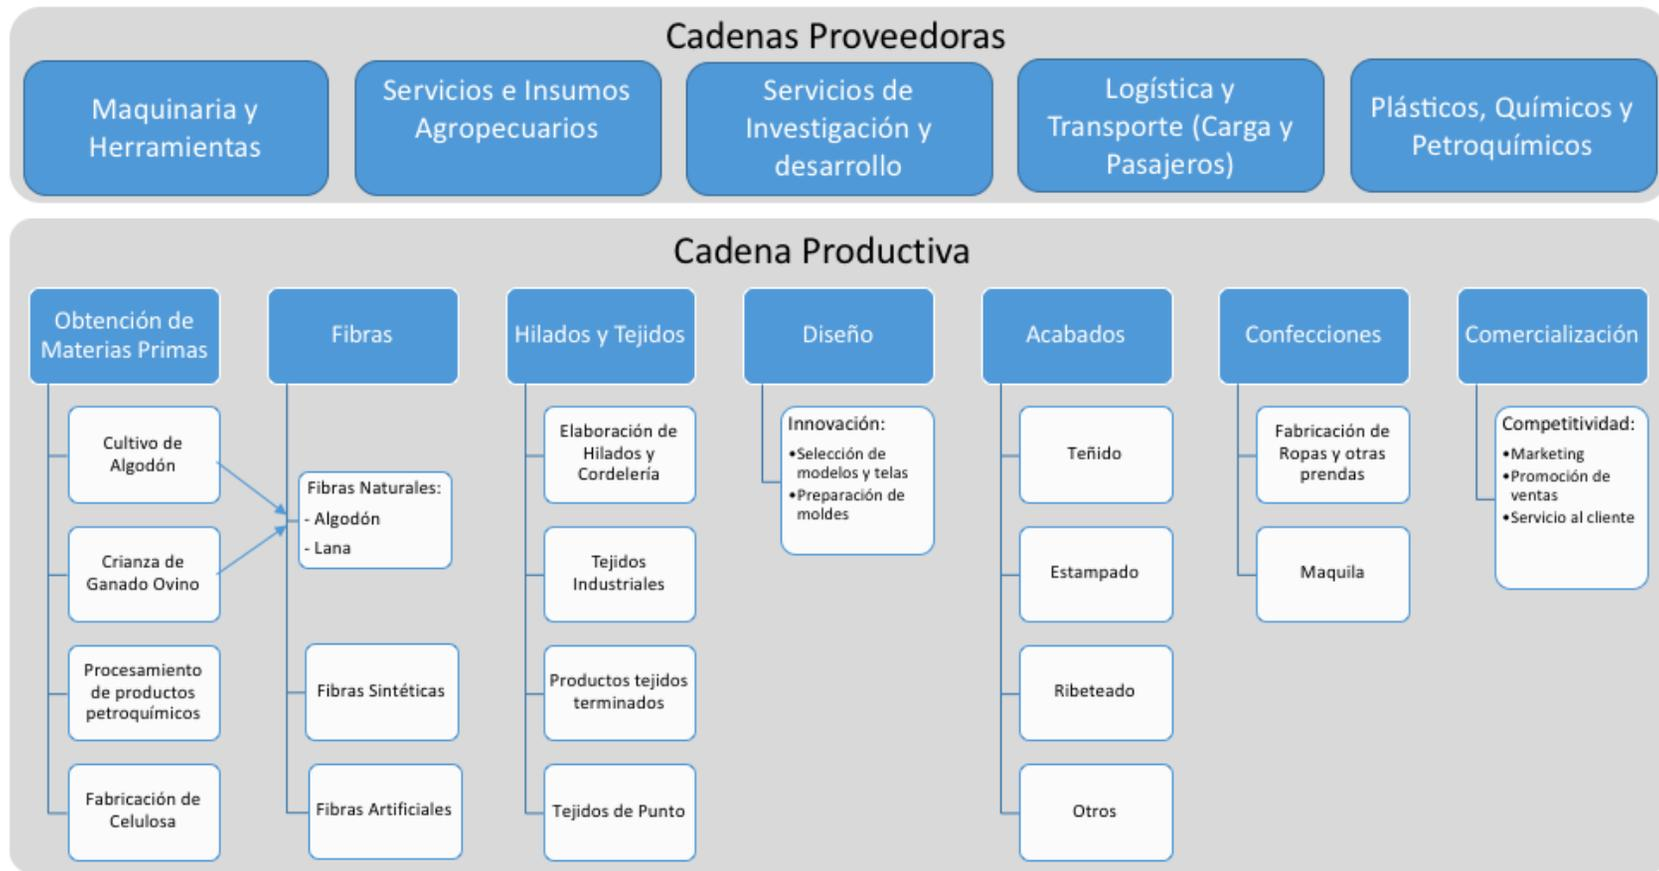 Cadenas Proveedoras
Maquinaria y
Herramientas
Servicios e Insumos
Agropecuarios
Servicios de
Investigación y
desarrollo
Logística y
Transporte (Carga y
Pasajeros)
Plásticos, Químicos y
Petroquímicos
Cadena Productiva
Obtención de
Materias Primas
Cultivo de
Algodón
Crianza de
Ganado Ovino
Procesamiento
de productos
petroquímicos
Fabricación de
Celulosa
Fibras
Fibras Naturales:
- Algodón
- Lana
Fibras Sintéticas
Fibras Artificiales
Hilados y Tejidos
Elaboración de
Hilados y
Cordelería
Tejidos
Industriales
Productos tejidos
terminados
Tejidos de Punto
Diseño
Innovación:
•Selección de
modelos y telas
•Preparación de
moldes
Acabados
Teñido
Estampado
Ribeteado
Otros
Confecciones
Fabricación de
Ropas y otras
prendas
Maquila
Comercialización
Competitividad:
•Marketing
•Promoción de
ventas
•Servicio al cliente